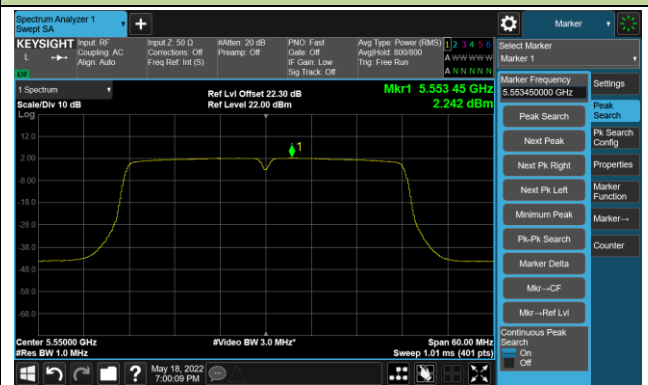 Spectrum Analyzer 1
Swept SA
+
Marker
KEYSIGHT
L
Input: RF
Coupling: AC
Align: Auto
Input Z: 50 Ω
Corrections: Off
Freq Ref: Int (S)
#Atten: 20 dB
Preamp: Off
PNO: Fast
Gate: Off
IF Gain: Low
Sig Track: Off
Avg Type: Power (RMS)
Avg|Hold: 800/800
Trig: Free Run
1 2 3 4 5 6
A W W W W W
A N N N N N
Select Marker
Marker 1
1 Spectrum
Scale/Div 10 dB
Log
Ref Lvl Offset 22.30 dB
Ref Level 22.00 dBm
Mkr1 5.553 45 GHz
2.242 dBm
12.0
2.00
-8.00
-18.0
-28.0
-38.0
-48.0
-58.0
-68.0
1
Center 5.55000 GHz
#Res BW 1.0 MHz
#Video BW 3.0 MHz*
Span 60.00 MHz
Sweep 1.01 ms (401 pts)
Marker Frequency
5.553450000 GHz
Peak Search
Next Peak
Next Pk Right
Next Pk Left
Minimum Peak
Pk-Pk Search
Marker Delta
Mkr→CF
Mkr→Ref Lvl
Continuous Peak
Search
On
Off
Settings
Peak
Search
Pk Search
Config
Properties
Marker
Function
Marker→
Counter
?
May 18, 2022
7:00:09 PM